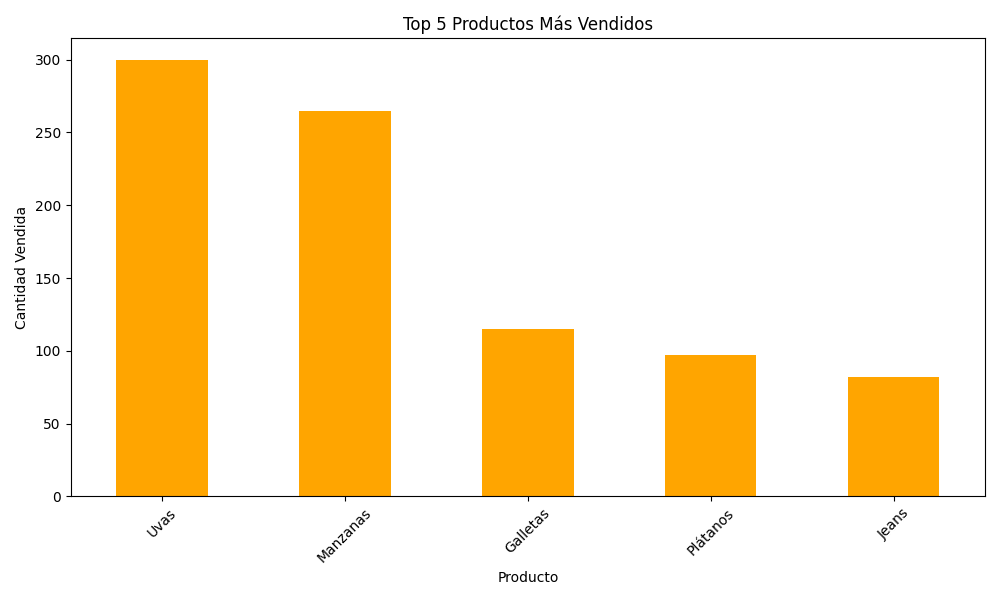 Top 5 Productos Más Vendidos
Cantidad Vendida
300
250
200
150
100
50
0
Uvas
Manzanas
Galletas
Plátanos
Jeans
Producto